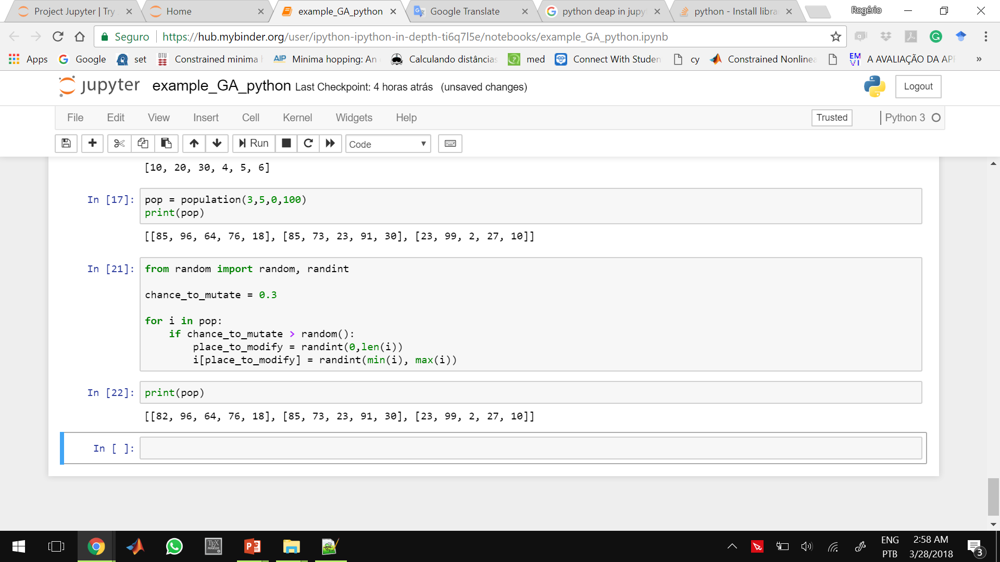 Project Jupyter | Try
Home
example_GA_python
Google Translate
python deap in jupy
python - Install libra
Rogério
Seguro
https://hub.mybinder.org/user/ipython-ipython-in-depth-ti6q7l5e/notebooks/example_GA_python.ipynb
Apps
Google
set
DTU
Constrained minima h
AIP
Minima hopping: An
Calculando distâncias
med
Connect With Studen
cy
Constrained Nonlinea
EM
VI
A AVALIAÇÃO DA APR
»
jupyter
example_GA_python Last Checkpoint: 4 horas atrás (unsaved changes)
Logout
File Edit View Insert Cell Kernel Widgets Help
Trusted
Python 3
Run
Code
[10, 20, 30, 4, 5, 6]
In [17]:
pop = population(3,5,0,100)
print(pop)
[[85, 96, 64, 76, 18], [85, 73, 23, 91, 30], [23, 99, 2, 27, 10]]
In [21]:
from random import random, randint
chance_to_mutate = 0.3
for i in pop:
    if chance_to_mutate > random():
        place_to_modify = randint(0,len(i))
        i[place_to_modify] = randint(min(i), max(i))
In [22]:
print(pop)
[[82, 96, 64, 76, 18], [85, 73, 23, 91, 30], [23, 99, 2, 27, 10]]
In [ ]:
TEX
MAKER
ENG
PTB
2:58 AM
3/28/2018
3